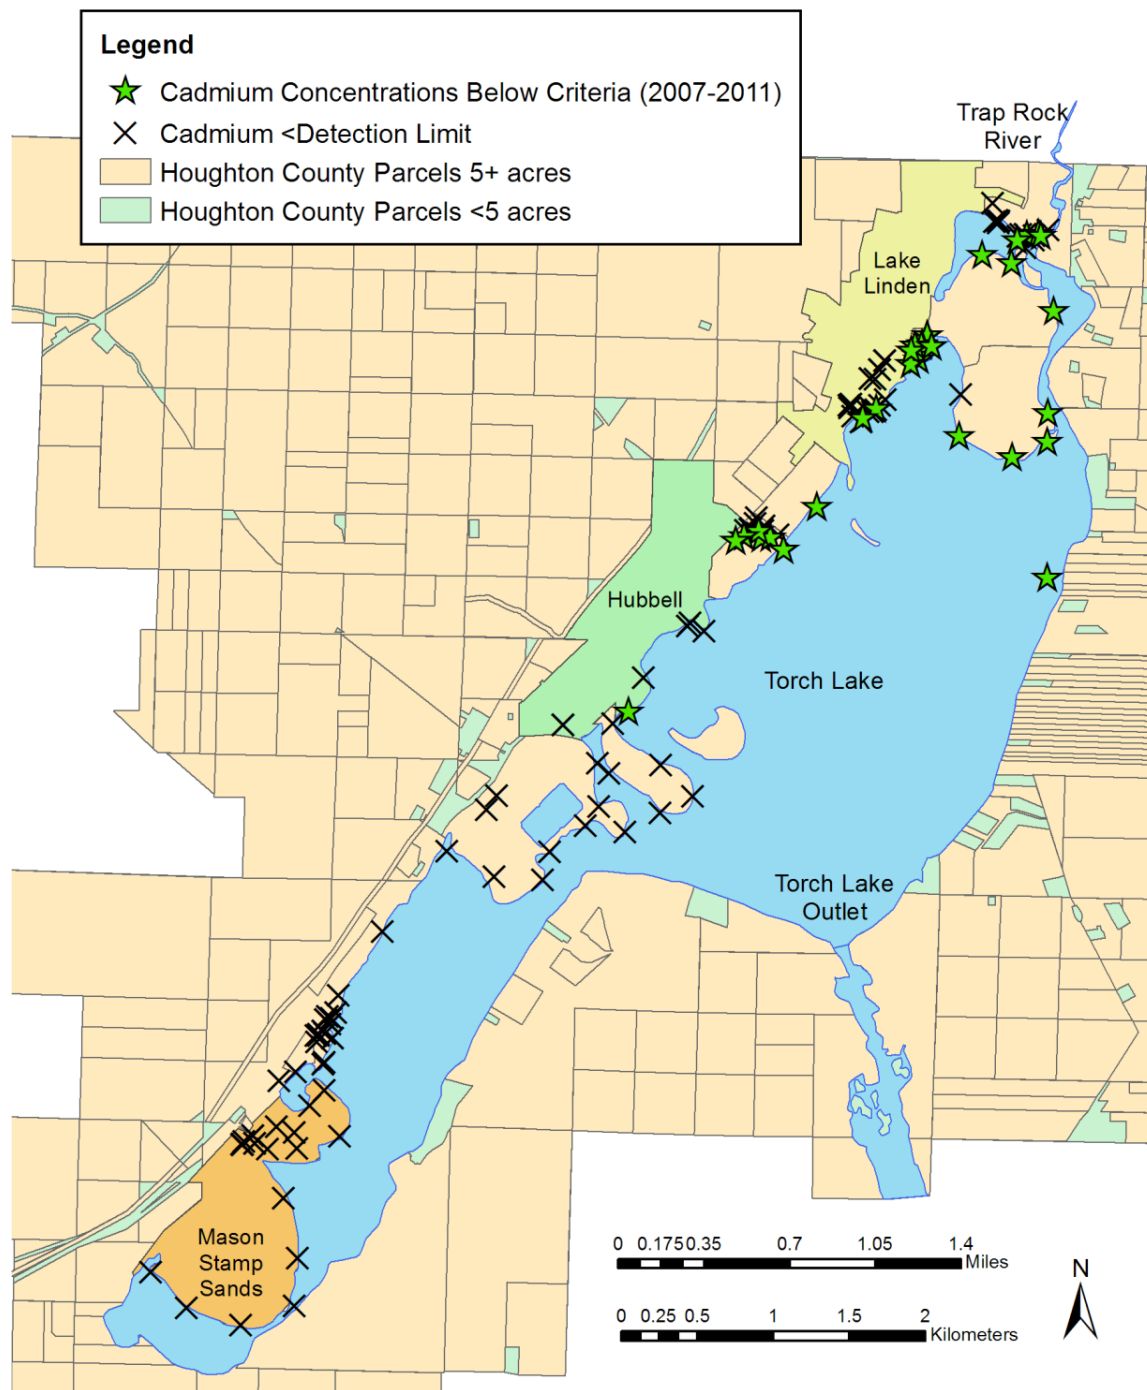 Legend
Cadmium Concentrations Below Criteria (2007-2011)
Cadmium <Detection Limit
Houghton County Parcels 5+ acres
Houghton County Parcels <5 acres
Trap Rock
River
Lake
Linden
Hubbell
Torch Lake
Torch Lake
Outlet
Mason
Stamp
Sands
0 0.175 0.35 0.7 1.05 1.4
Miles
0 0.25 0.5 1 1.5 2
Kilometers
N